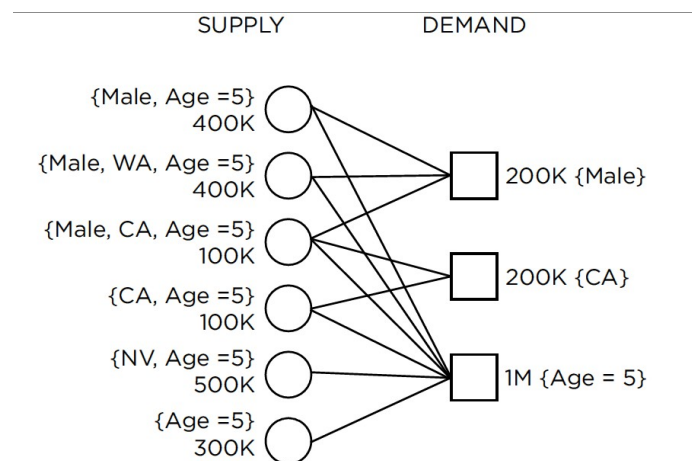 SUPPLY
DEMAND
{Male, Age =5}
400K
{Male, WA, Age =5}
400K
{Male, CA, Age =5}
100K
{CA, Age =5}
100K
{NV, Age =5}
500K
{Age =5}
300K
200K {Male}
200K {CA}
1M {Age = 5}